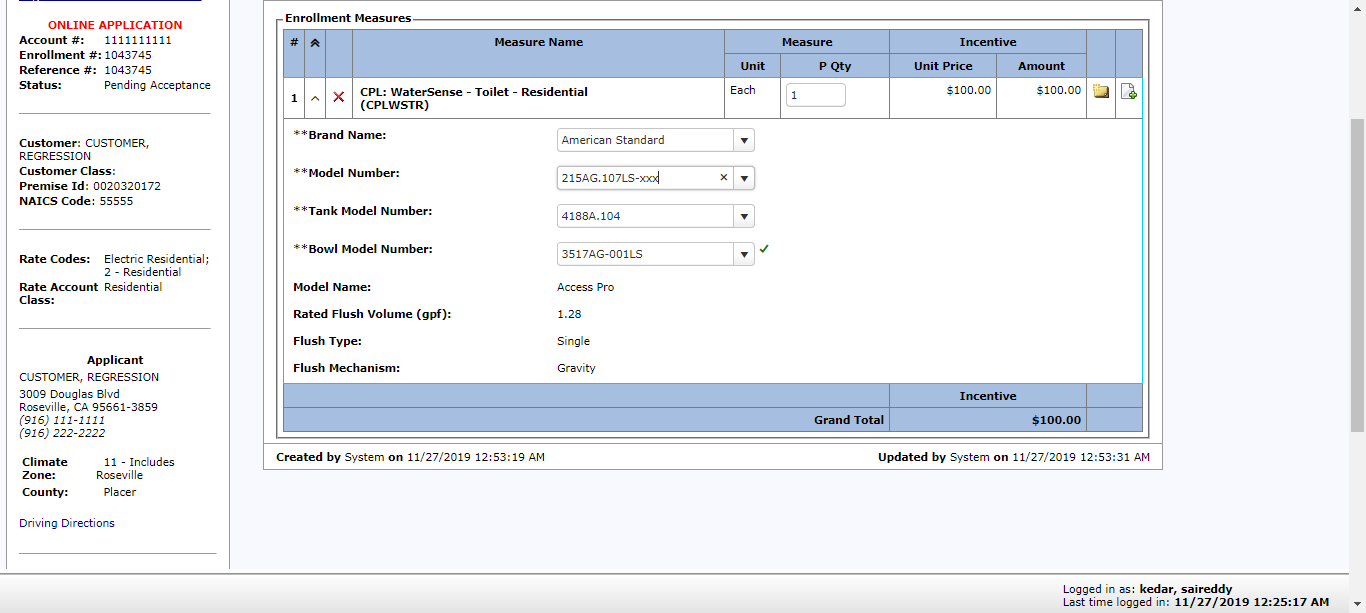 ONLINE APPLICATION
Account #: 1111111111
Enrollment #: 1043745
Reference #: 1043745
Status: Pending Acceptance
Customer: CUSTOMER,
REGRESSION
Customer Class:
Premise Id: 0020320172
NAICS Code: 55555
Rate Codes: Electric Residential;
2 - Residential
Rate Account Residential
Class:
Applicant
CUSTOMER, REGRESSION
3009 Douglas Blvd
Roseville, CA 95661-3859
(916) 111-1111
(916) 222-2222
Climate 11 - Includes
Zone: Roseville
County: Placer
Driving Directions
Enrollment Measures
# Measure Name Measure Incentive
Unit P Qty Unit Price Amount
1 CPL: WaterSense - Toilet - Residential
(CPLWSTR) Each 1 $100.00 $100.00
**Brand Name: American Standard
**Model Number: 215AG.107LS-xxx
**Tank Model Number: 4188A.104
**Bowl Model Number: 3517AG-001LS
Model Name: Access Pro
Rated Flush Volume (gpf): 1.28
Flush Type: Single
Flush Mechanism: Gravity
Incentive
Grand Total $100.00
Created by System on 11/27/2019 12:53:19 AM Updated by System on 11/27/2019 12:53:31 AM
Logged in as: kedar, saireddy
Last time logged in: 11/27/2019 12:25:17 AM